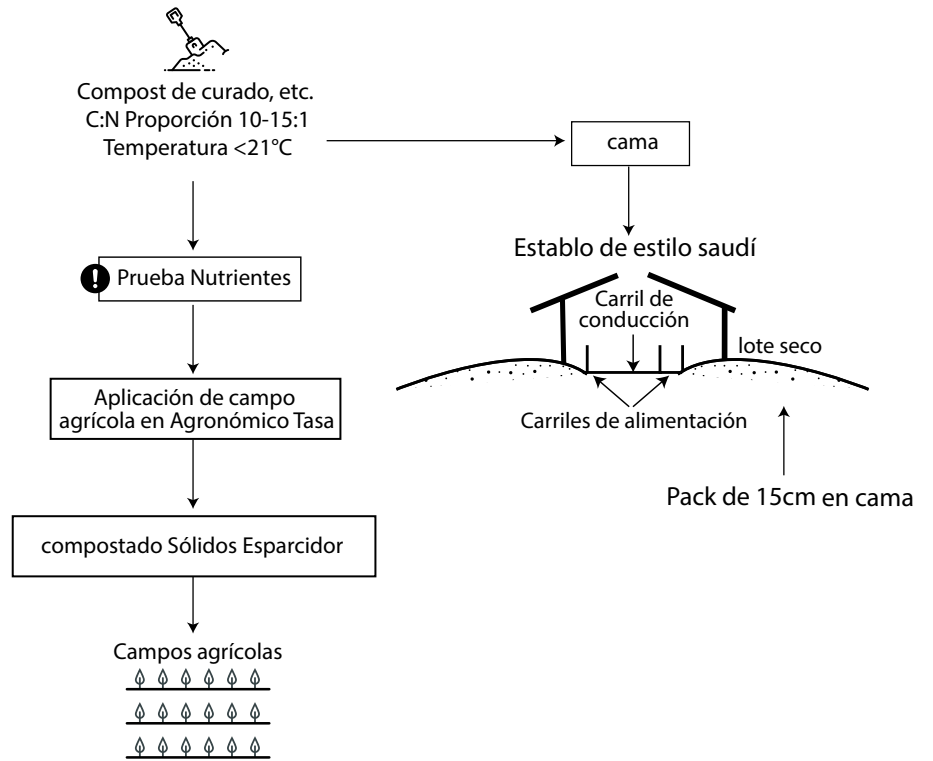 Compost de curado, etc.
C:N Proporción 10-15:1
Temperatura <21°C
cama
Establo de estilo saudí
Prueba Nutrientes
Carril de
conducción
lote seco
Aplicación de campo
agrícola en Agronómico Tasa
Carriles de alimentación
Pack de 15cm en cama
compostado Sólidos Esparcidor
Campos agrícolas